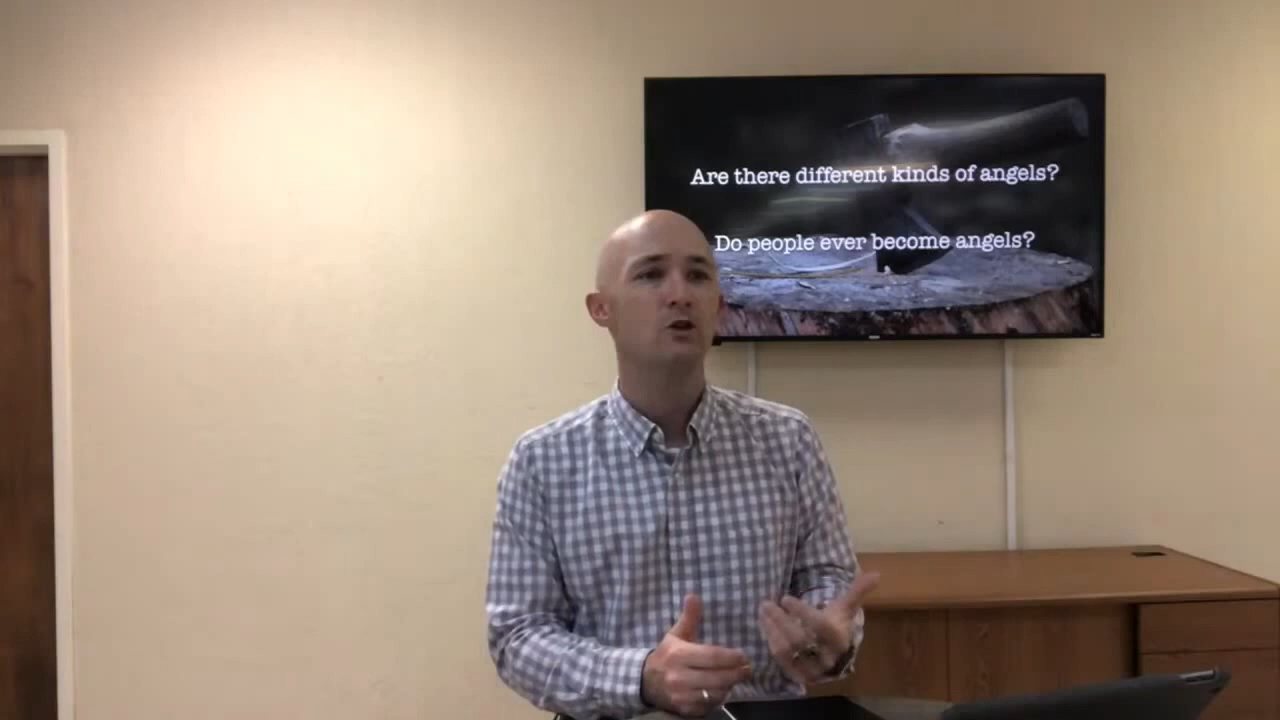 Are there different kinds of angels?
Do people ever become angels?